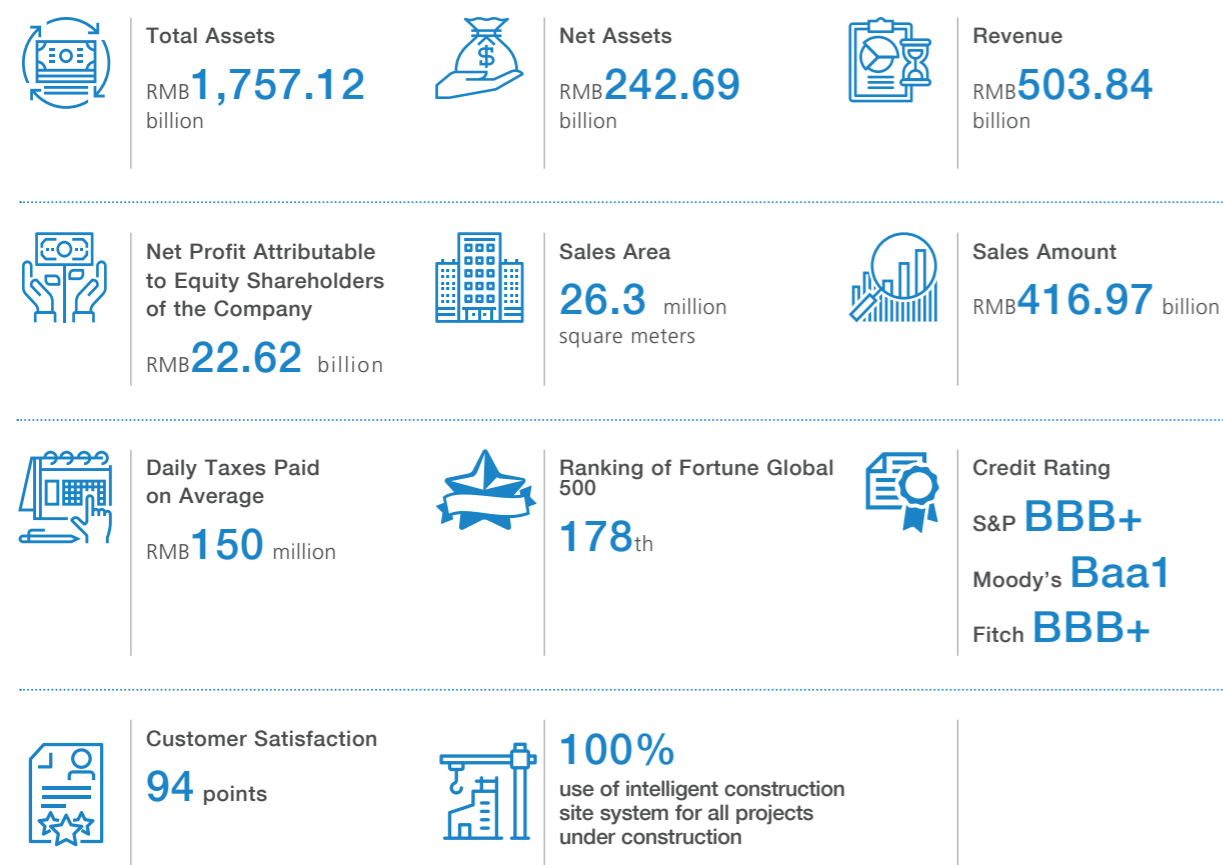 Total Assets
RMB1,757.12
billion
Net Assets
RMB242.69
billion
Revenue
RMB503.84
billion
Net Profit Attributable
to Equity Shareholders
of the Company
RMB22.62 billion
Sales Area
26.3 million
square meters
Sales Amount
RMB416.97 billion
Daily Taxes Paid
on Average
RMB150 million
Ranking of Fortune Global
500
178th
Credit Rating
S&P BBB+
Moody's Baa1
Fitch BBB+
Customer Satisfaction
94 points
100%
use of intelligent construction
site system for all projects
under construction
$